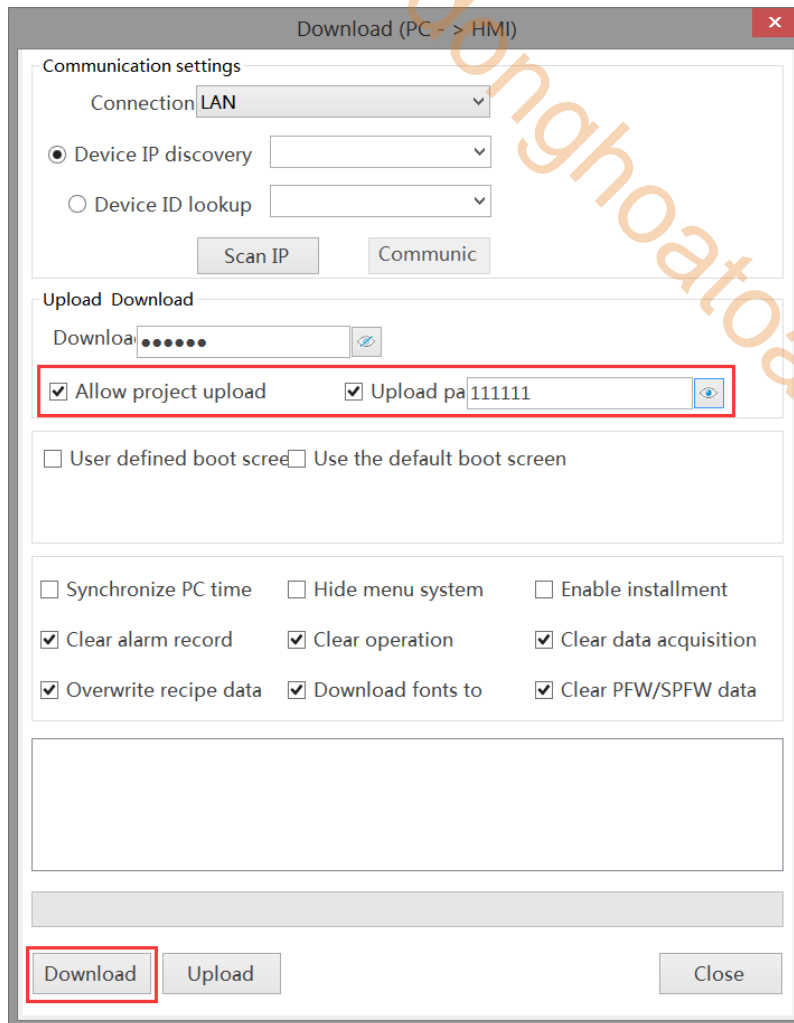 Download (PC - > HMI)
Communication settings
Connection LAN
Device IP discovery
Device ID lookup
Scan IP Communic
Upload Download
Downloa ●●●●●●
Allow project upload Upload pa 111111
User defined boot scree Use the default boot screen
Synchronize PC time Hide menu system Enable installment
Clear alarm record Clear operation Clear data acquisition
Overwrite recipe data Download fonts to Clear PFW/SPFW data
Download Upload Close
donghoatoa